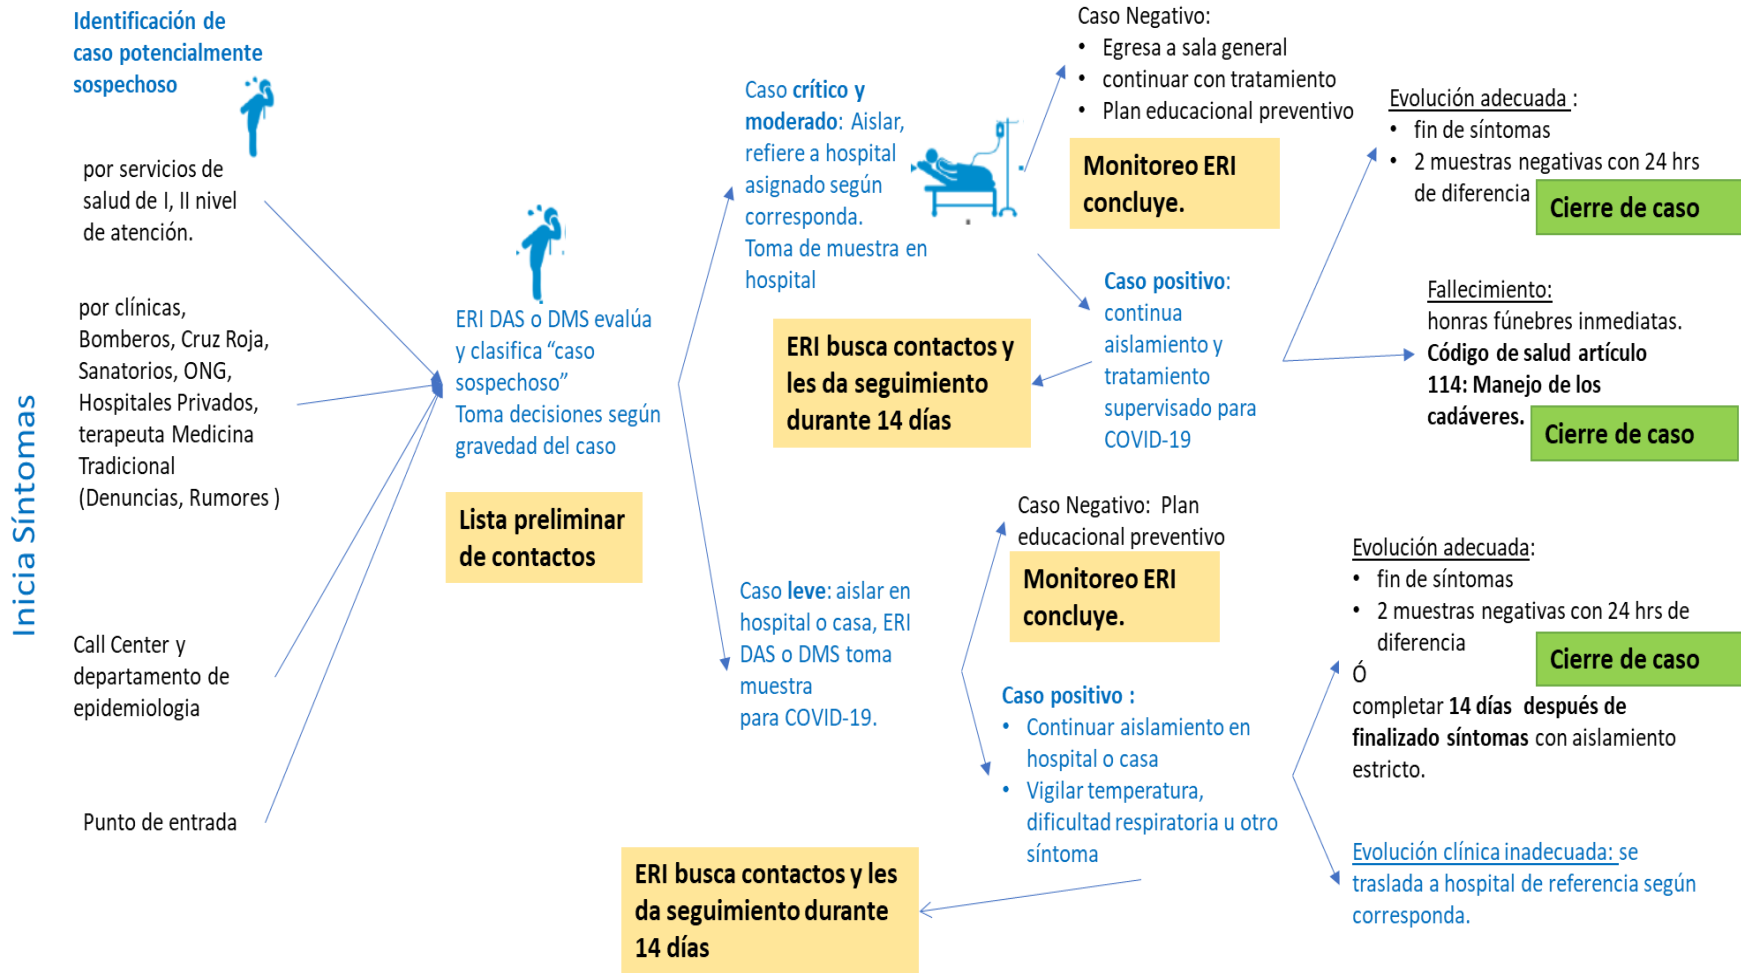 Inicia Síntomas
Identificación de
caso potencialmente
sospechoso
por servicios de
salud de I, II nivel
de atención.
por clínicas,
Bomberos, Cruz Roja,
Sanatorios, ONG,
Hospitales Privados,
terapeuta Medicina
Tradicional
(Denuncias, Rumores )
Call Center y
departamento de
epidemiologia
Punto de entrada
ERI DAS o DMS evalúa
y clasifica “caso
sospechoso”
Toma decisiones según
gravedad del caso
Lista preliminar
de contactos
Caso crítico y
moderado: Aislar,
refiere a hospital
asignado según
corresponda.
Toma de muestra en
hospital
Caso Negativo:
• Egresa a sala general
• continuar con tratamiento
• Plan educacional preventivo
Monitoreo ERI
concluye.
Caso positivo:
continua
aislamiento y
tratamiento
supervisado para
COVID-19
ERI busca contactos y
les da seguimiento
durante 14 días
Evolución adecuada :
• fin de síntomas
• 2 muestras negativas con 24 hrs
de diferencia
Cierre de caso
Fallecimiento:
honras fúnebres inmediatas.
Código de salud artículo
114: Manejo de los
cadáveres.
Cierre de caso
Caso leve: aislar en
hospital o casa, ERI
DAS o DMS toma
muestra
para COVID-19.
Caso Negativo: Plan
educacional preventivo
Monitoreo ERI
concluye.
Caso positivo :
• Continuar aislamiento en
hospital o casa
• Vigilar temperatura,
dificultad respiratoria u otro
síntoma
ERI busca contactos y les
da seguimiento durante
14 días
Evolución adecuada:
• fin de síntomas
• 2 muestras negativas con 24 hrs de
diferencia
Cierre de caso
Ó
completar 14 días después de
finalizado síntomas con aislamiento
estricto.
Evolución clínica inadecuada: se
traslada a hospital de referencia según
corresponda.